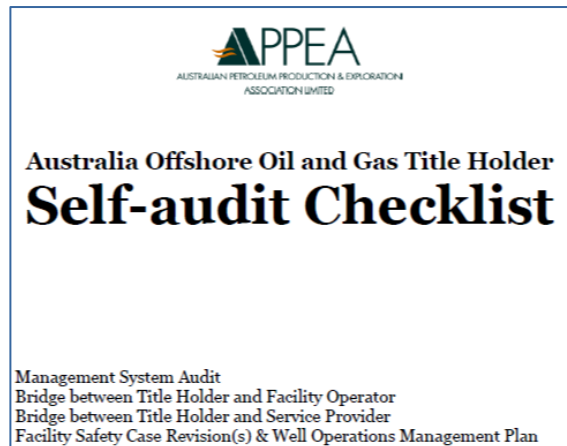 APPEA
AUSTRALIAN PETROLEUM PRODUCTION & EXPLORATION
ASSOCIATION LIMITED
Australia Offshore Oil and Gas Title Holder
Self-audit Checklist
Management System Audit
Bridge between Title Holder and Facility Operator
Bridge between Title Holder and Service Provider
Facility Safety Case Revision(s) & Well Operations Management Plan